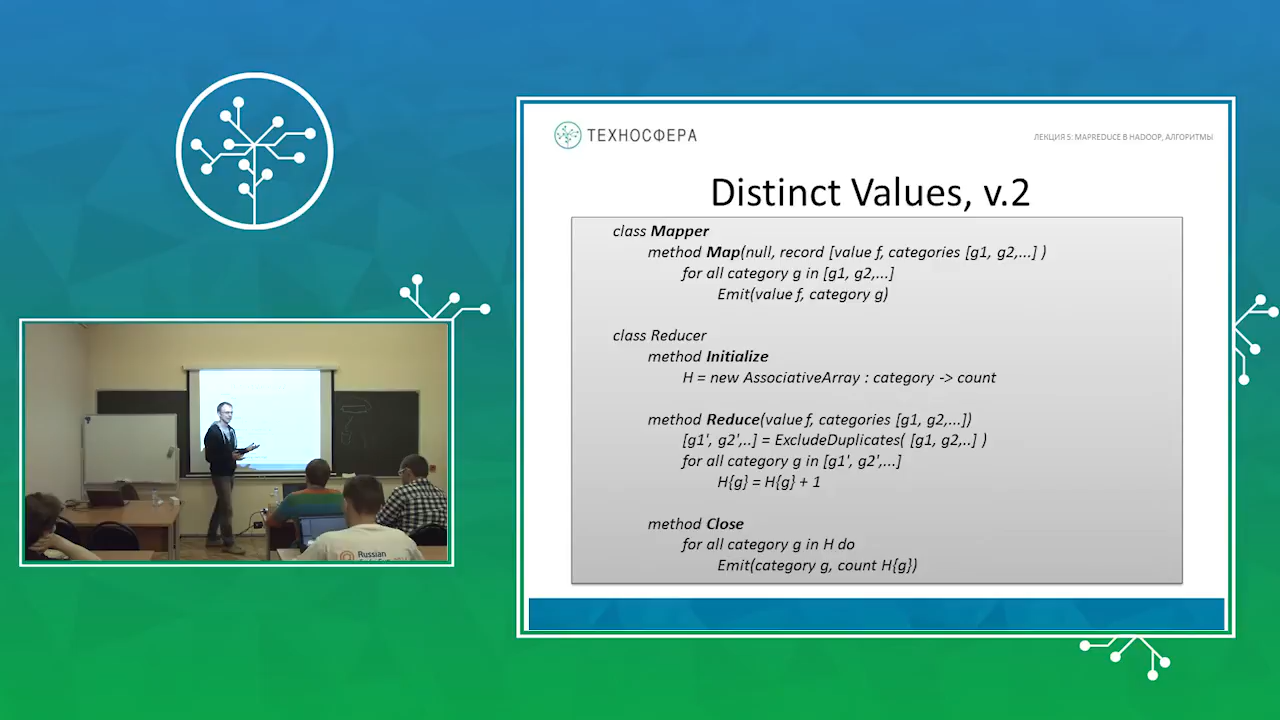 ТЕХНОСФЕРА
ЛЕКЦИЯ 5: MAPREDUCE В HADOOP, АЛГОРИТМЫ
Distinct Values, v.2
class Mapper
method Map(null, record [value f, categories [g1, g2,...] )
for all category g in [g1, g2,...]
Emit(value f, category g)
class Reducer
method Initialize
H = new AssociativeArray : category -> count
method Reduce(value f, categories [g1, g2,...])
[g1', g2',..] = ExcludeDuplicates( [g1, g2,..] )
for all category g in [g1', g2',...]
H{g} = H{g} + 1
method Close
for all category g in H do
Emit(category g, count H{g})
Russian